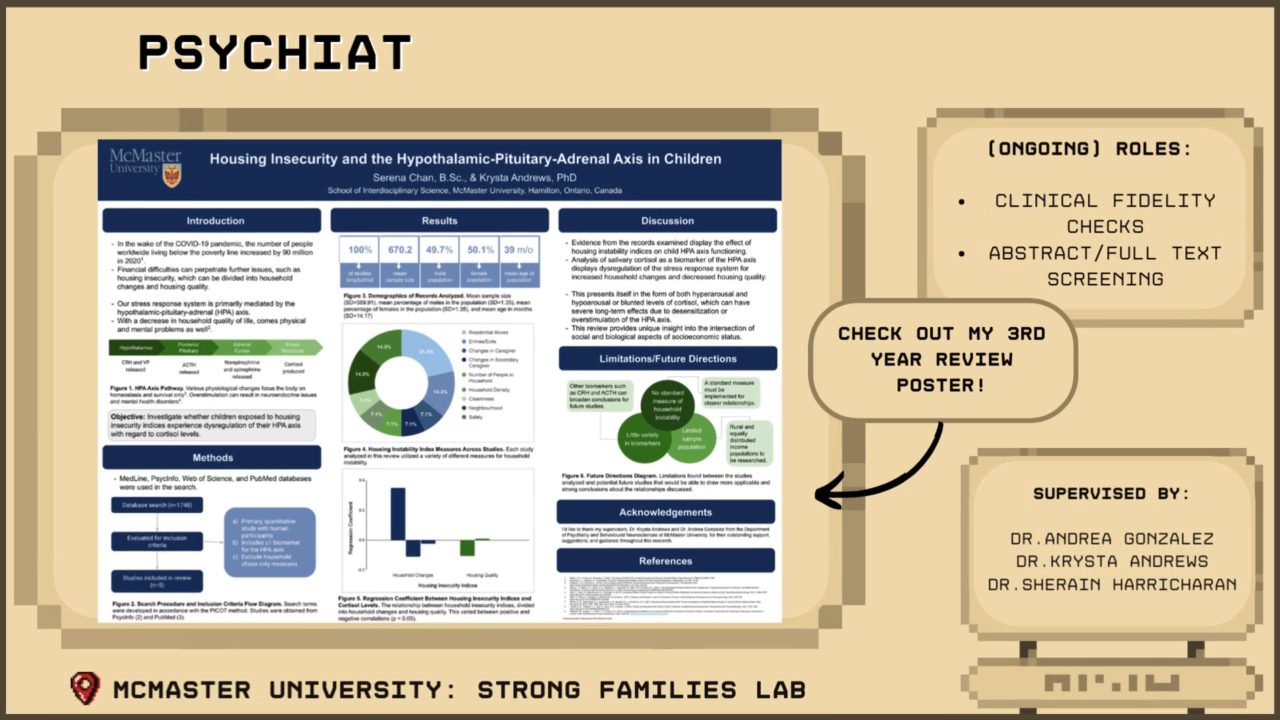 PSYCHIAT
McMaster
University
Housing Insecurity and the Hypothalamic-Pituitary-Adrenal Axis in Children
Serena Chan, B.Sc., & Krysta Andrews, PhD
School of Interdisciplinary Science, McMaster University, Hamilton, Ontario, Canada
Introduction
- In the wake of the COVID-19 pandemic, the number of people
worldwide living below the poverty line increased by 90 million
in 2020¹.
- Financial difficulties can perpetrate further issues, such as
housing insecurity, which can be divided into household
changes and housing quality.
- Our stress response system is primarily mediated by the
hypothalamic-pituitary-adrenal (HPA) axis.
- With a decrease in household quality of life, comes physical
and mental problems as well².
Hypothalamus
Posterior
Pituitary
Adrenal
Cortex
Stress
Response
CRH and VP
released
ACTH
released
Norepinephrine
and epinephrine
released
Cortisol
produced
Figure 1. HPA Axis Pathway. Various physiological changes focus the body on
homeostasis and survival only³. Overstimulation can result in neuroendocrine issues
and mental health disorders⁴.
Objective: Investigate whether children exposed to housing
insecurity indices experience dysregulation of their HPA axis
with regard to cortisol levels.
Methods
- MedLine, PsycInfo, Web of Science, and PubMed databases
were used in the search.
Database search (n=1746)
Evaluated for inclusion
criteria
Studies included in review
(n=5)
a) Primary quantitative
study with human
participants
b) Includes ≥1 biomarker
for the HPA axis
c) Exclude household
chaos only measures
Figure 2. Search Procedure and Inclusion Criteria Flow Diagram. Search terms
were developed in accordance with the PICOT method. Studies were obtained from
PsycInfo (2) and PubMed (3).
Results
100%
of studies
longitudinal
670.2
mean
sample size
49.7%
male
population
50.1%
female
population
39 m/o
mean age of
population
Figure 3. Demographics of Records Analyzed. Mean sample size
(SD=569.91), mean percentage of males in the population (SD=1.35), mean
percentage of females in the population (SD=1.38), and mean age in months
(SD=14.17)
21.4%
14.3%
7.1%
7.1%
7.1%
7.1%
7.1%
14.3%
14.3%
Residential Moves
Entries/Exits
Changes in Caregiver
Changes in Secondary
Caregiver
Number of People in
Household
Household Density
Cleanliness
Neighbourhood
Safety
Figure 4. Housing Instability Index Measures Across Studies. Each study
analyzed in this review utilized a variety of different measures for household
instability.
Regression Coefficient
Household Changes
Housing Quality
Housing Insecurity Indices
Figure 5. Regression Coefficient Between Housing Insecurity Indices and
Cortisol Levels. The relationship between household insecurity indices, divided
into household changes and housing quality. This varied between positive and
negative correlations (p < 0.05).
Discussion
- Evidence from the records examined display the effect of
housing instability indices on child HPA axis functioning.
- Analysis of salivary cortisol as a biomarker of the HPA axis
displays dysregulation of the stress response system for
increased household changes and decreased housing quality.
- This presents itself in the form of both hyperarousal and
hypoarousal or blunted levels of cortisol, which can have
severe long-term effects due to desensitization or
overstimulation of the HPA axis.
- This review provides unique insight into the intersection of
social and biological aspects of socioeconomic status.
Limitations/Future Directions
Other biomarkers such
as CRH and ACTH can
broaden conclusions for
future studies.
No standard
measure of
household
instability
A standard measure
must be
implemented for
clearer relationships.
Little variety
in biomarkers
Limited
sample
population
Rural and
equally
distributed
income
populations to
be researched.
Figure 6. Future Directions Diagram. Limitations found between the studies
analyzed and potential future studies that would be able to draw more applicable and
strong conclusions about the relationships discussed.
Acknowledgements
I'd like to thank my supervisors, Dr. Krysta Andrews and Dr. Andrea Gonzalez from the Department
of Psychiatry and Behavioural Neurosciences at McMaster University, for their outstanding support,
suggestions, and guidance throughout this research.
References
(ONGOING) ROLES:
• CLINICAL FIDELITY
CHECKS
• ABSTRACT/FULL TEXT
SCREENING
CHECK OUT MY 3RD
YEAR REVIEW
POSTER!
SUPERVISED BY:
DR.ANDREA GONZALEZ
DR.KRYSTA ANDREWS
HARRICHARAN
MCMASTER UNIVERSITY: STRONG FAMILIES LAB